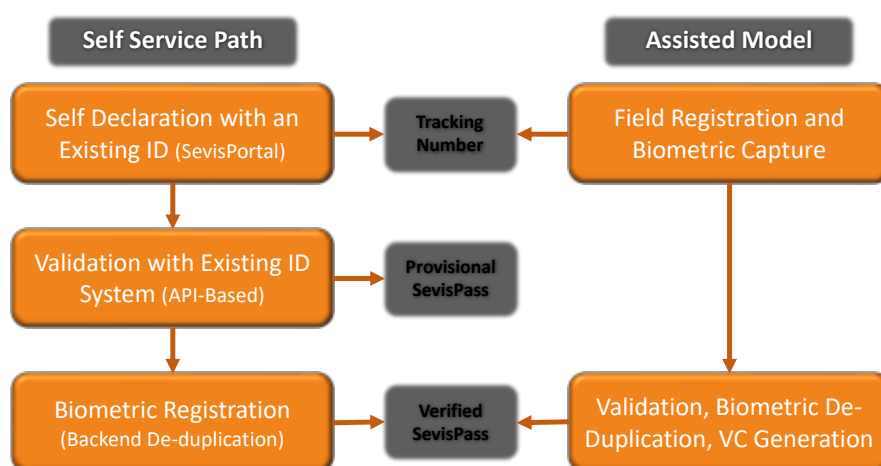 Self Service Path
Assisted Model
Self Declaration with an
Existing ID (SevisPortal)
Tracking
Number
Field Registration and
Biometric Capture
Validation with Existing ID
System (API-Based)
Provisional
SevisPass
Biometric Registration
(Backend De-duplication)
Verified
SevisPass
Validation, Biometric De-
Duplication, VC Generation